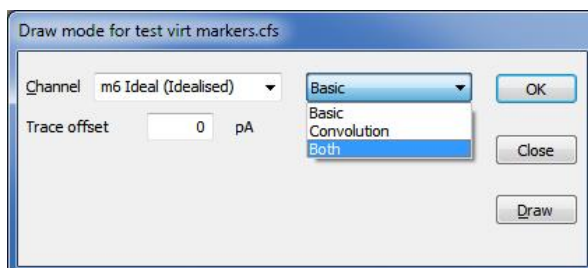 Draw mode for test virt markers.cfs
Channel m6 Ideal (Idealised) Basic OK
Basic
Trace offset 0 pA Convolution
Both
Close
Draw